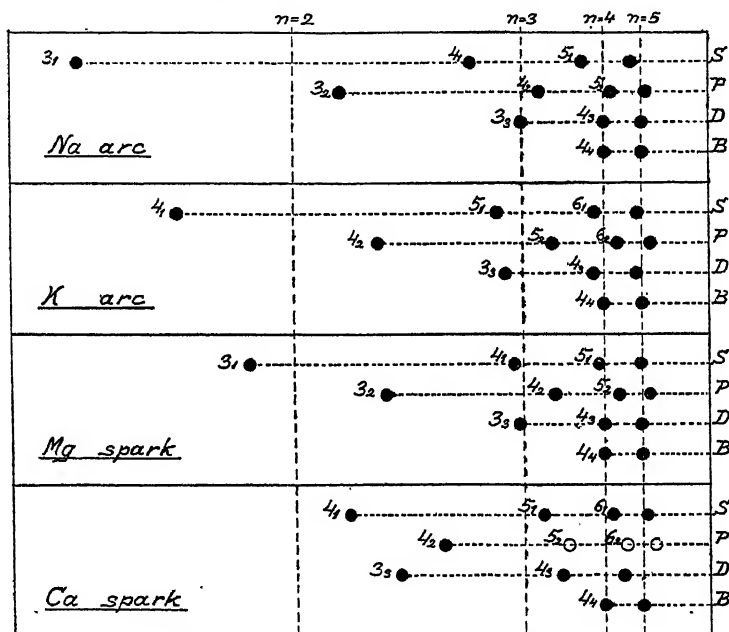 n=2 n=3 n=4 n=5
3₁ 4₁ 5₁ S
3₂ 4₂ 5₂ P
3₃ 4₃ D
4₄ B
Na arc
4₁ 5₁ 6₁ S
4₂ 5₂ 6₂ P
3₃ 4₃ D
4₄ B
K arc
3₁ 4₁ 5₁ S
3₂ 4₂ 5₂ P
3₃ 4₃ D
4₄ B
Mg spark
4₁ 5₁ 6₁ S
4₂ 5₂ 6₂ P
3₃ 4₃ D
4₄ B
Ca spark